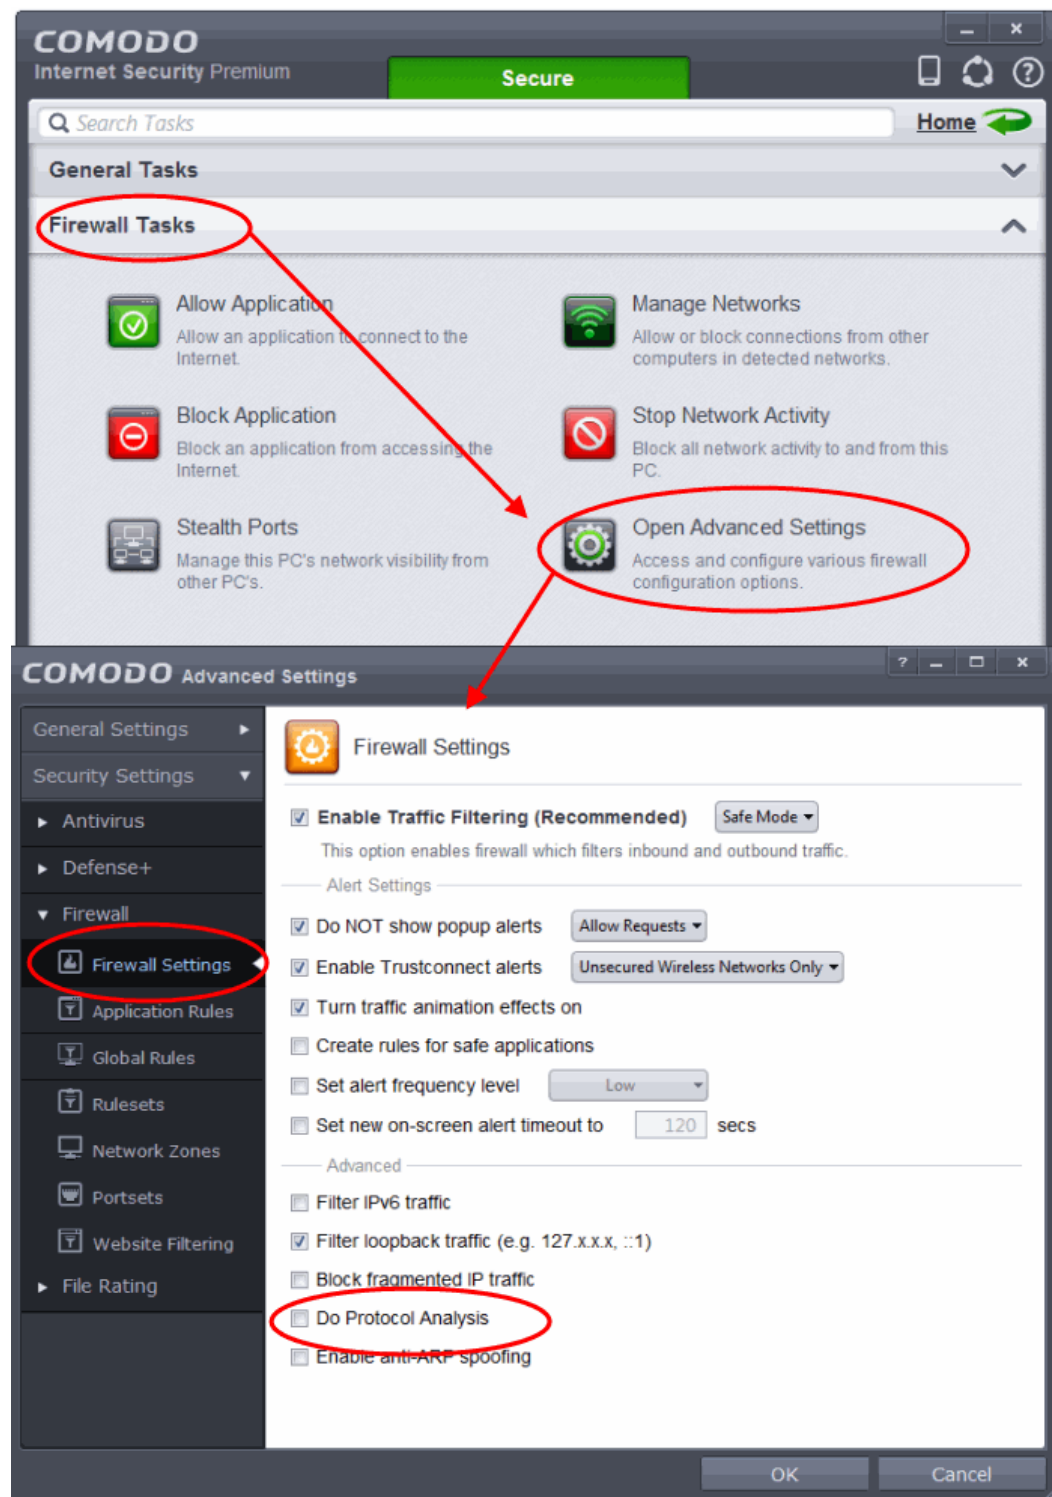 COMODO
Internet Security Premium
Secure
Search Tasks
Home
General Tasks
Firewall Tasks
Allow Application
Allow an application to connect to the
Internet.
Manage Networks
Allow or block connections from other
computers in detected networks.
Block Application
Block an application from accessing the
Internet.
Stop Network Activity
Block all network activity to and from this
PC.
Stealth Ports
Manage this PC's network visibility from
other PC's.
Open Advanced Settings
Access and configure various firewall
configuration options.
COMODO Advanced Settings
General Settings
Security Settings
Antivirus
Defense+
Firewall
Firewall Settings
Application Rules
Global Rules
Rulesets
Network Zones
Portsets
Website Filtering
File Rating
Firewall Settings
Enable Traffic Filtering (Recommended) Safe Mode
This option enables firewall which filters inbound and outbound traffic.
Alert Settings
Do NOT show popup alerts Allow Requests
Enable Trustconnect alerts Unsecured Wireless Networks Only
Turn traffic animation effects on
Create rules for safe applications
Set alert frequency level Low
Set new on-screen alert timeout to 120 secs
Advanced
Filter IPv6 traffic
Filter loopback traffic (e.g. 127.x.x.x, ::1)
Block fragmented IP traffic
Do Protocol Analysis
Enable anti-ARP spoofing
OK Cancel